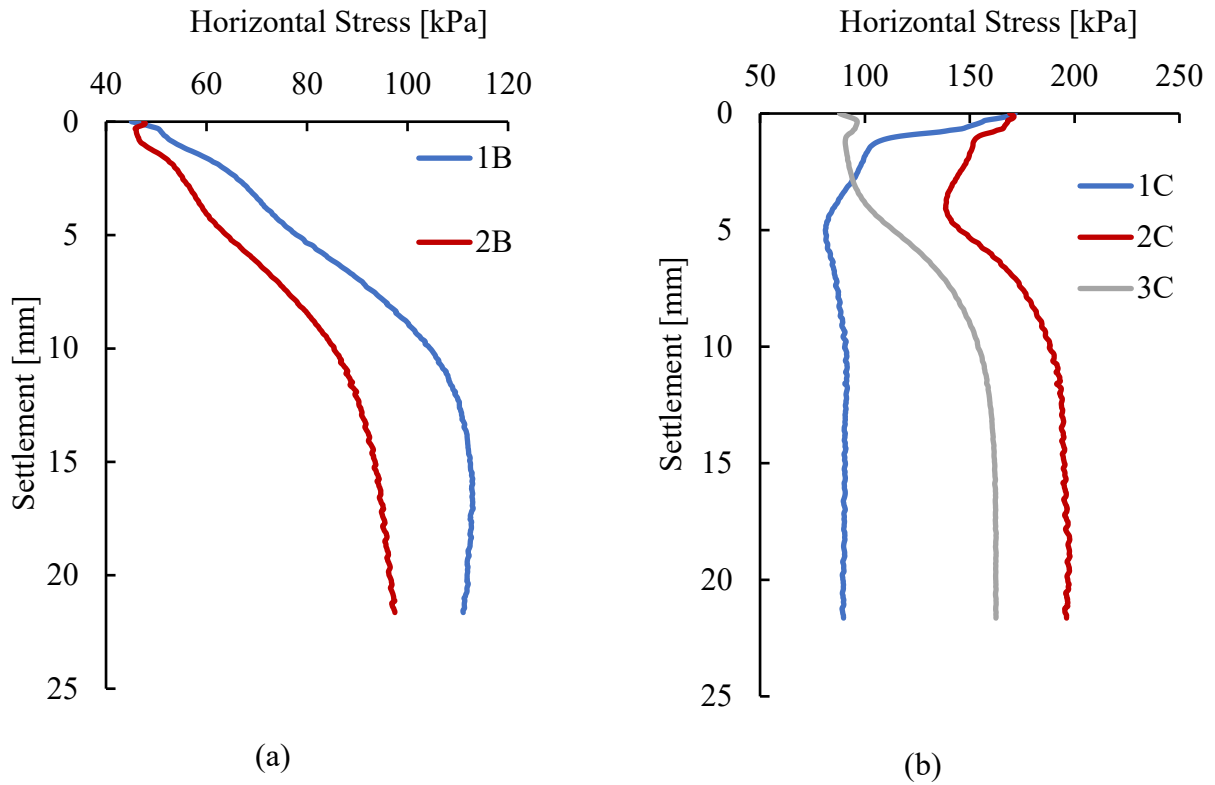 Horizontal Stress [kPa]
40 60 80 100 120
0
5
10
15
20
25
Settlement [mm]
1B
2B
(a)
Horizontal Stress [kPa]
50 100 150 200 250
0
5
10
15
20
25
Settlement [mm]
1C
2C
3C
(b)